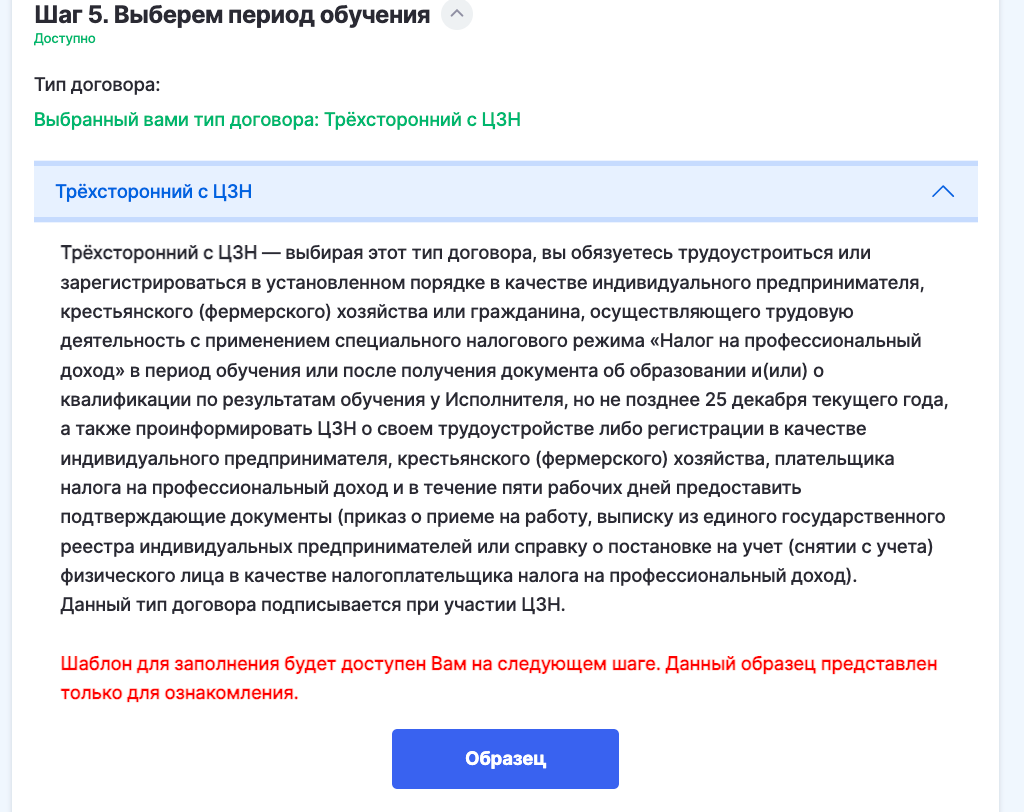 Шаг 5. Выберем период обучения
Доступно
Тип договора:
Выбранный вами тип договора: Трёхсторонний с ЦЗН
Трёхсторонний с ЦЗН
Трёхсторонний с ЦЗН — выбирая этот тип договора, вы обязуетесь трудоустроиться или
зарегистрироваться в установленном порядке в качестве индивидуального предпринимателя,
крестьянского (фермерского) хозяйства или гражданина, осуществляющего трудовую
деятельность с применением специального налогового режима «Налог на профессиональный
доход» в период обучения или после получения документа об образовании и(или) о
квалификации по результатам обучения у Исполнителя, но не позднее 25 декабря текущего года,
а также проинформировать ЦЗН о своем трудоустройстве либо регистрации в качестве
индивидуального предпринимателя, крестьянского (фермерского) хозяйства, плательщика
налога на профессиональный доход и в течение пяти рабочих дней предоставить
подтверждающие документы (приказ о приеме на работу, выписку из единого государственного
реестра индивидуальных предпринимателей или справку о постановке на учет (снятии с учета)
физического лица в качестве налогоплательщика налога на профессиональный доход).
Данный тип договора подписывается при участии ЦЗН.
Шаблон для заполнения будет доступен Вам на следующем шаге. Данный образец представлен
только для ознакомления.
Образец